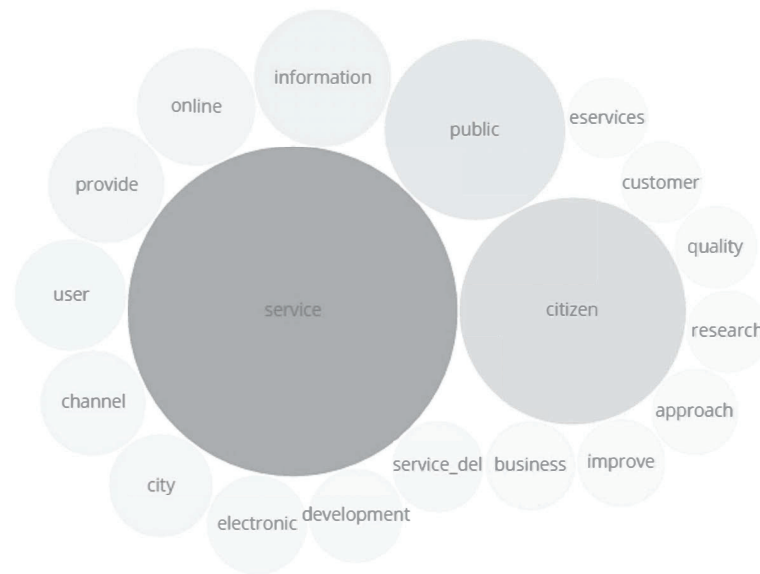 information
online
public
eservices
provide
customer
quality
user
service
citizen
research
channel
approach
service_del
business
improve
city
electronic
development